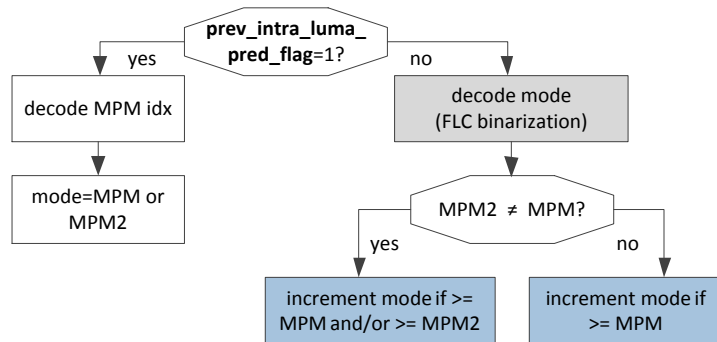 prev_intra_luma_
pred_flag=1?
yes
no
decode MPM idx
decode mode
(FLC binarization)
mode=MPM or
MPM2
MPM2 ≠ MPM?
yes
no
increment mode if >=
MPM and/or >= MPM2
increment mode if
>= MPM